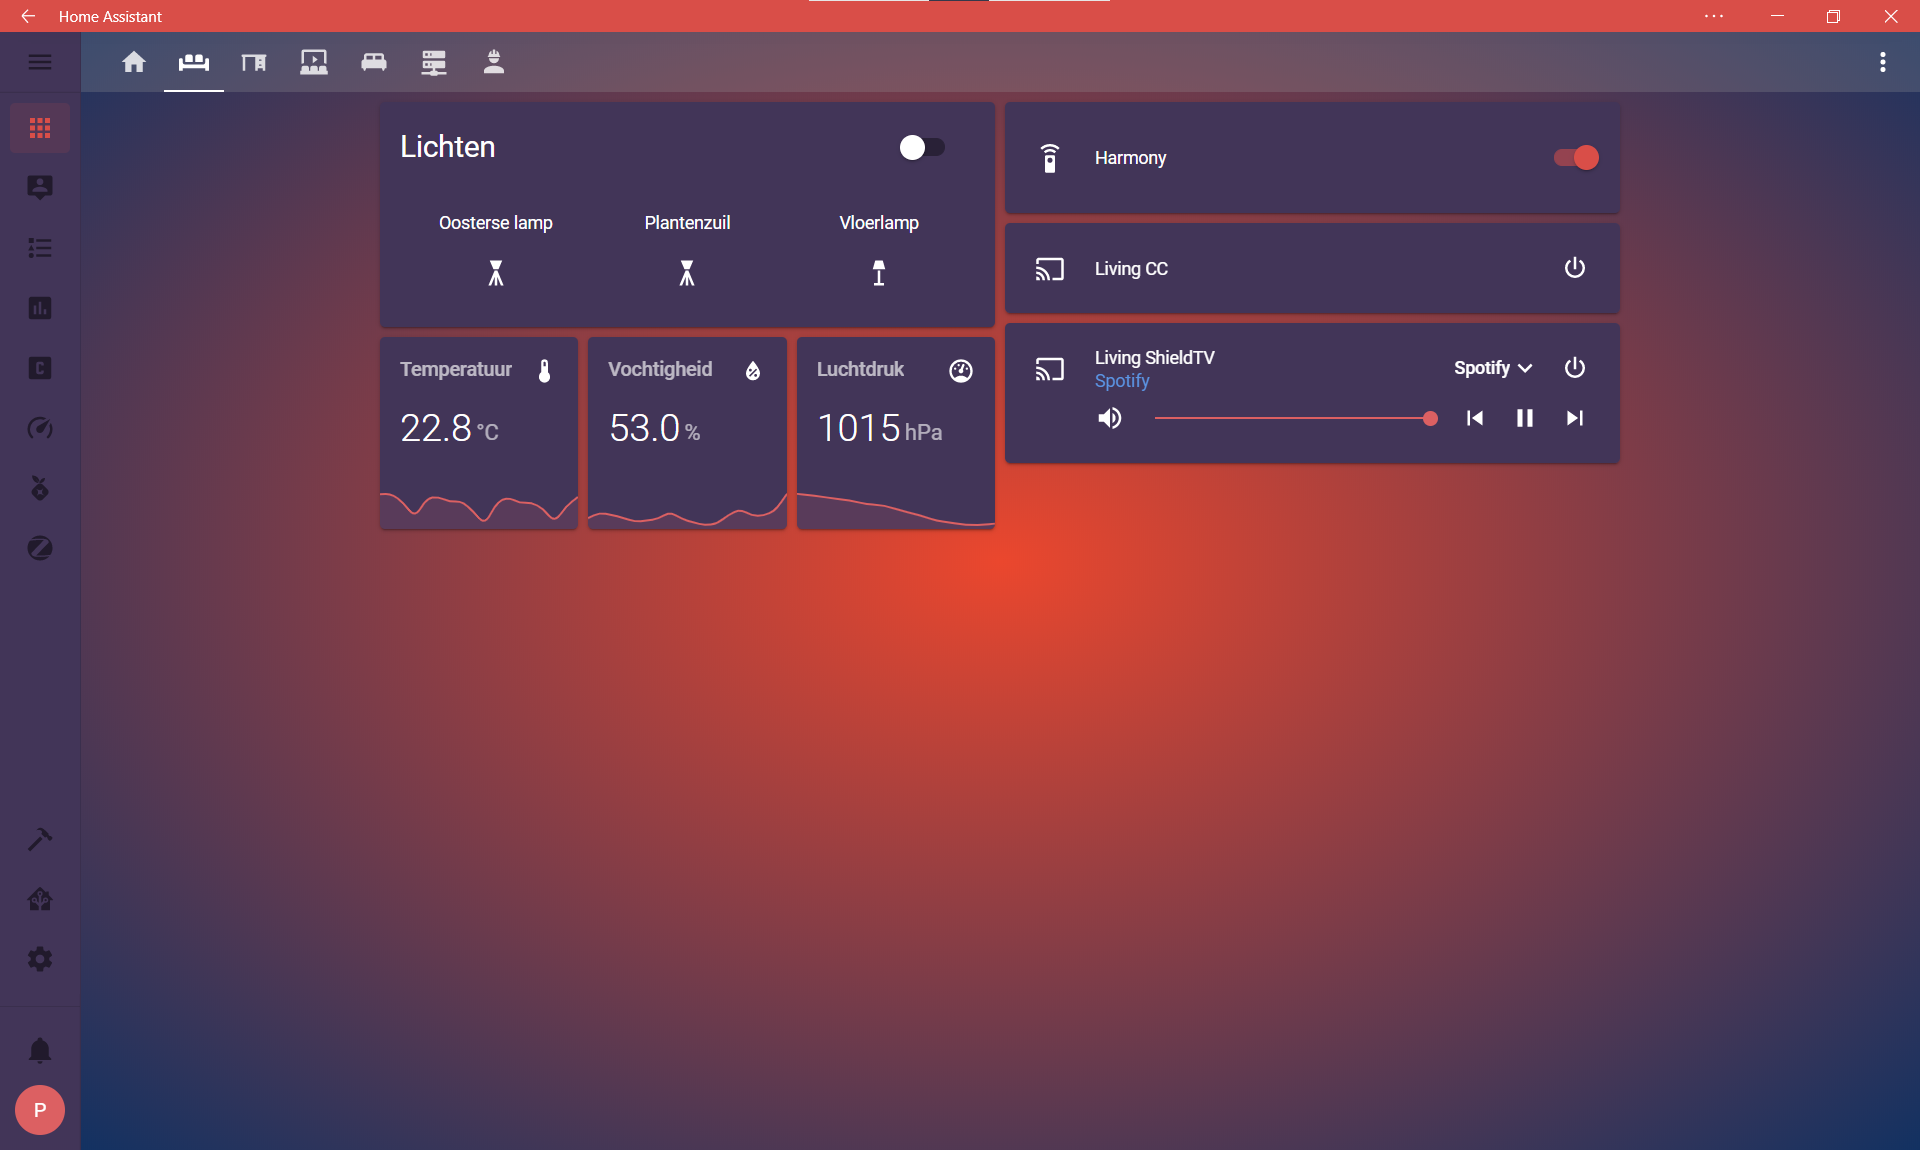 Home Assistant
Lichten
Oosterse lamp
Plantenzuil
Vloerlamp
Temperatuur
22.8 °C
Vochtigheid
53.0 %
Luchtdruk
1015 hPa
Harmony
Living CC
Living ShieldTV
Spotify
Spotify
C
P